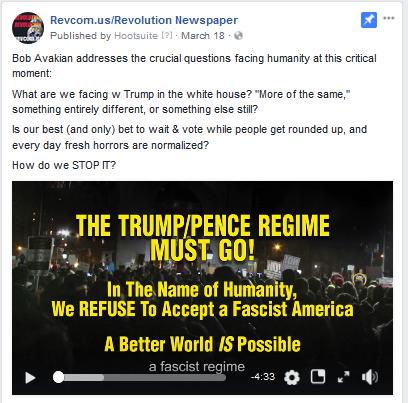 Revcom.us/Revolution Newspaper
Published by Hootsuite [?] · March 18 ·
Bob Avakian addresses the crucial questions facing humanity at this critical
moment:
What are we facing w Trump in the white house? "More of the same,"
something entirely different, or something else still?
Is our best (and only) bet to wait & vote while people get rounded up, and
every day fresh horrors are normalized?
How do we STOP IT?
THE TRUMP/PENCE REGIME
MUST GO!
In The Name of Humanity,
We REFUSE To Accept a Fascist America
A Better World IS Possible
a fascist regime
-4:33